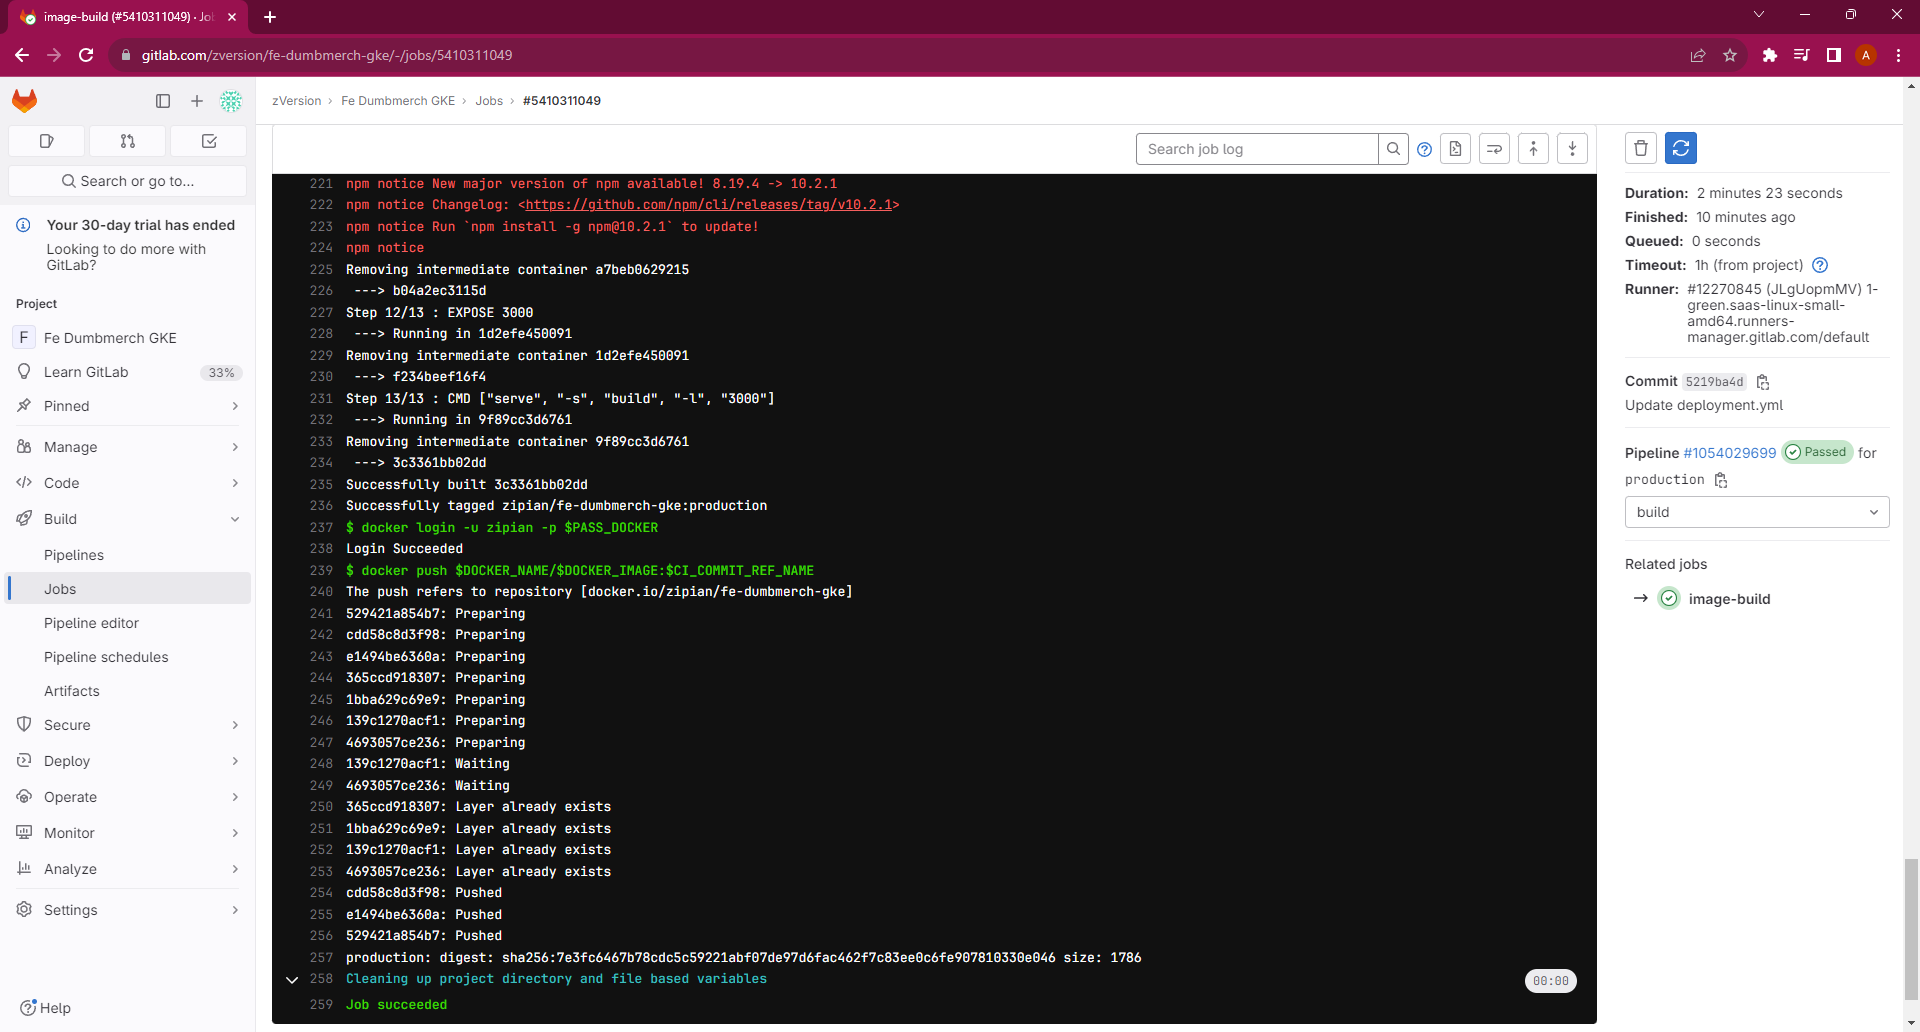 image-build (#5410311049) · Jo
gitlab.com/zversion/fe-dumbmerch-gke/-/jobs/5410311049
A
Search or go to...
Your 30-day trial has ended
Looking to do more with
GitLab?
Project
F Fe Dumbmerch GKE
Learn GitLab 33%
Pinned
Manage
Code
Build
Pipelines
Jobs
Pipeline editor
Pipeline schedules
Artifacts
Secure
Deploy
Operate
Monitor
Analyze
Settings
Help
zVersion › Fe Dumbmerch GKE › Jobs › #5410311049
Search job log
221 npm notice New major version of npm available! 8.19.4 -> 10.2.1
222 npm notice Changelog: <https://github.com/npm/cli/releases/tag/v10.2.1>
223 npm notice Run `npm install -g npm@10.2.1` to update!
224 npm notice
225 Removing intermediate container a7beb0629215
226 ---> b04a2ec3115d
227 Step 12/13 : EXPOSE 3000
228 ---> Running in 1d2efe450091
229 Removing intermediate container 1d2efe450091
230 ---> f234beef16f4
231 Step 13/13 : CMD ["serve", "-s", "build", "-l", "3000"]
232 ---> Running in 9f89cc3d6761
233 Removing intermediate container 9f89cc3d6761
234 ---> 3c3361bb02dd
235 Successfully built 3c3361bb02dd
236 Successfully tagged zipian/fe-dumbmerch-gke:production
237 $ docker login -u zipian -p $PASS_DOCKER
238 Login Succeeded
239 $ docker push $DOCKER_NAME/$DOCKER_IMAGE:$CI_COMMIT_REF_NAME
240 The push refers to repository [docker.io/zipian/fe-dumbmerch-gke]
241 529421a854b7: Preparing
242 cdd58c8d3f98: Preparing
243 e1494be6360a: Preparing
244 365ccd918307: Preparing
245 1bba629c69e9: Preparing
246 139c1270acf1: Preparing
247 4693057ce236: Preparing
248 139c1270acf1: Waiting
249 4693057ce236: Waiting
250 365ccd918307: Layer already exists
251 1bba629c69e9: Layer already exists
252 139c1270acf1: Layer already exists
253 4693057ce236: Layer already exists
254 cdd58c8d3f98: Pushed
255 e1494be6360a: Pushed
256 529421a854b7: Pushed
257 production: digest: sha256:7e3fc6467b78cdc5c59221abf07de97d6fac462f7c83ee0c6fe907810330e046 size: 1786
258 Cleaning up project directory and file based variables 00:00
259 Job succeeded
Duration: 2 minutes 23 seconds
Finished: 10 minutes ago
Queued: 0 seconds
Timeout: 1h (from project)
Runner: #12270845 (JLgUopmMV) 1-
green.saas-linux-small-
amd64.runners-
manager.gitlab.com/default
Commit 5219ba4d
Update deployment.yml
Pipeline #1054029699 Passed for
production
build
Related jobs
→ image-build